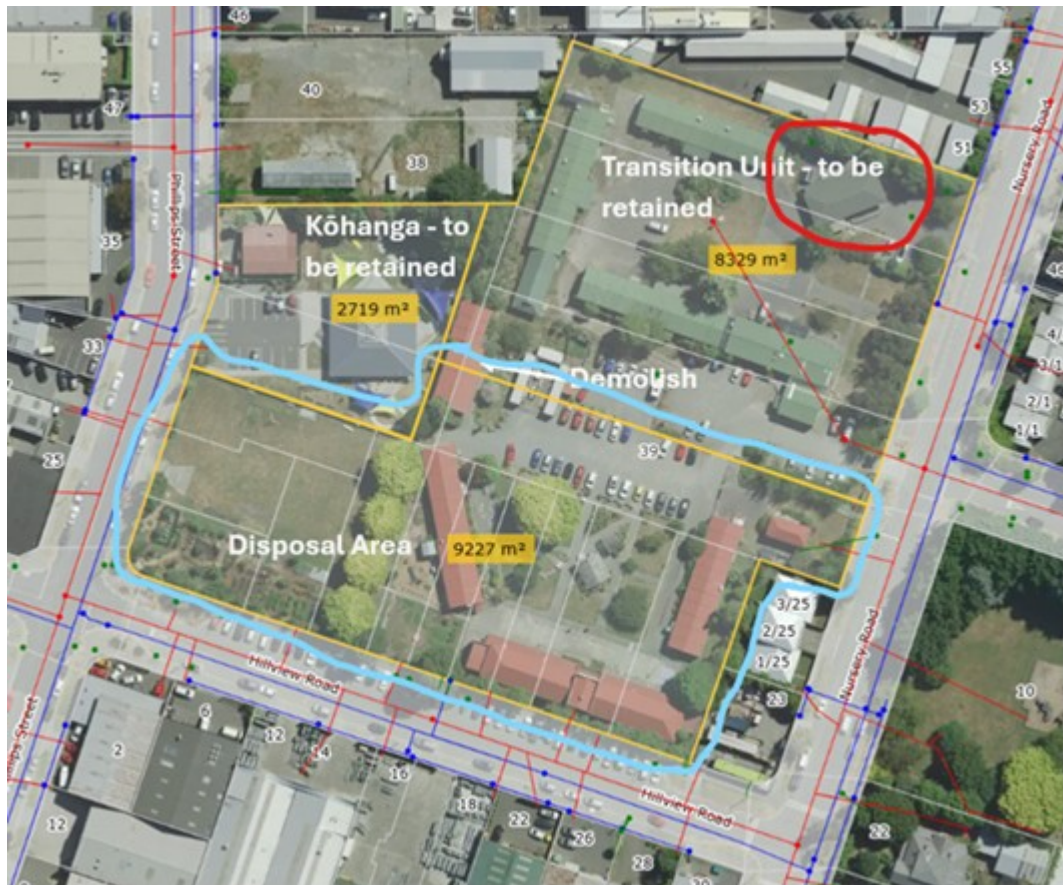 46
40
38
47
35
33
25
Phillips Street
Kōhanga - to
be retained
2719 m²
Transition Unit - to be
retained
8329 m²
55
53
51
Nursery Road
Demolish
39
2/1
1/1
Disposal Area
9227 m²
3/25
2/25
1/25
23
Nursery Road
10
Hillview Road
Hillview Road
6
2
12
14
16
18
22
26
28
12
22